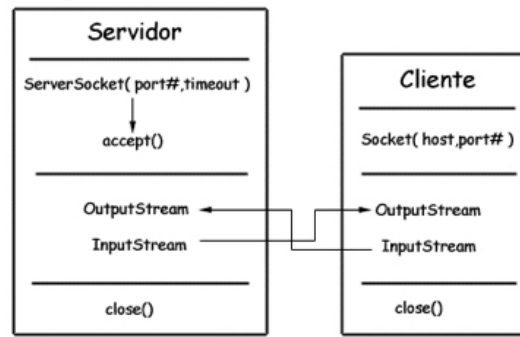 Servidor
ServerSocket( port#,timeout )
accept()
OutputStream
InputStream
close()
Cliente
Socket( host,port# )
OutputStream
InputStream
close()